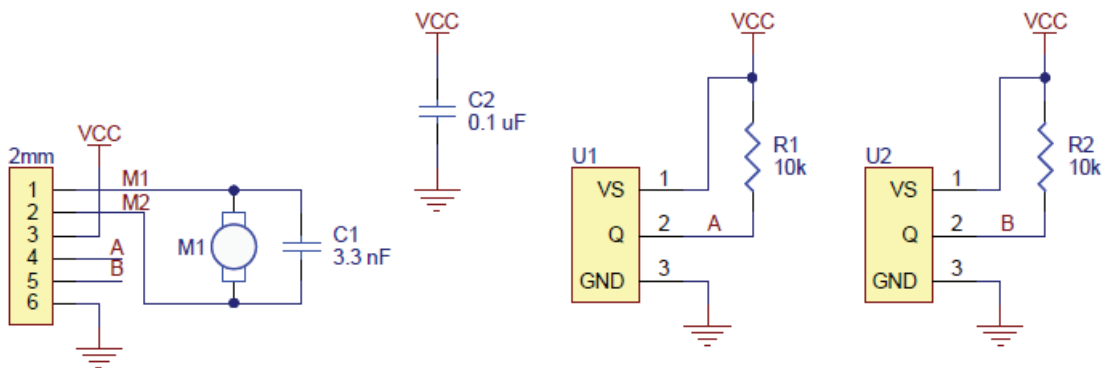 VCC
2mm
1
2
3
4
5
6
M1
M2
A
B
M1
C1
3.3 nF
VCC
C2
0.1 uF
VCC
U1
VS
Q
GND
1
2
3
A
R1
10k
VCC
U2
VS
Q
GND
1
2
3
B
R2
10k